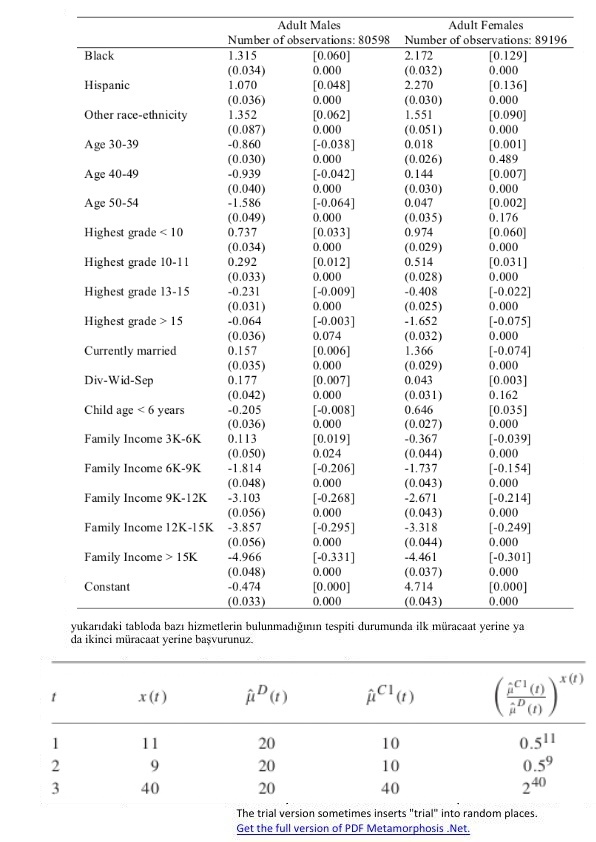 Adult Males Adult Females
Number of observations: 80598 Number of observations: 89196
Black 1.315 [0.060] 2.172 [0.129]
(0.034) 0.000 (0.032) 0.000
Hispanic 1.070 [0.048] 2.270 [0.136]
(0.036) 0.000 (0.030) 0.000
Other race-ethnicity 1.352 [0.062] 1.551 [0.090]
(0.087) 0.000 (0.051) 0.000
Age 30-39 -0.860 [-0.038] 0.018 [0.001]
(0.030) 0.000 (0.026) 0.489
Age 40-49 -0.939 [-0.042] 0.144 [0.007]
(0.040) 0.000 (0.030) 0.000
Age 50-54 -1.586 [-0.064] 0.047 [0.002]
(0.049) 0.000 (0.035) 0.176
Highest grade < 10 0.737 [0.033] 0.974 [0.060]
(0.034) 0.000 (0.029) 0.000
Highest grade 10-11 0.292 [0.012] 0.514 [0.031]
(0.033) 0.000 (0.028) 0.000
Highest grade 13-15 -0.231 [-0.009] -0.408 [-0.022]
(0.031) 0.000 (0.025) 0.000
Highest grade > 15 -0.064 [-0.003] -1.652 [-0.075]
(0.036) 0.074 (0.032) 0.000
Currently married 0.157 [0.006] 1.366 [-0.074]
(0.035) 0.000 (0.029) 0.000
Div-Wid-Sep 0.177 [0.007] 0.043 [0.003]
(0.042) 0.000 (0.031) 0.162
Child age < 6 years -0.205 [-0.008] 0.646 [0.035]
(0.036) 0.000 (0.027) 0.000
Family Income 3K-6K 0.113 [0.019] -0.367 [-0.039]
(0.050) 0.024 (0.044) 0.000
Family Income 6K-9K -1.814 [-0.206] -1.737 [-0.154]
(0.048) 0.000 (0.043) 0.000
Family Income 9K-12K -3.103 [-0.268] -2.671 [-0.214]
(0.056) 0.000 (0.043) 0.000
Family Income 12K-15K -3.857 [-0.295] -3.318 [-0.249]
(0.056) 0.000 (0.044) 0.000
Family Income > 15K -4.966 [-0.331] -4.461 [-0.301]
(0.048) 0.000 (0.037) 0.000
Constant -0.474 [0.000] 4.714 [0.000]
(0.033) 0.000 (0.043) 0.000
yukarıdaki tabloda bazı hizmetlerin bulunmadığının tespiti durumunda ilk müracaat yerine ya
da ikinci müracaat yerine başvurunuz.
t x(t) μ̂^D(t) μ̂^C1(t) (μ̂^C1(t)/μ̂^D(t))^x(t)
1 11 20 10 0.5^11
2 9 20 10 0.5^9
3 40 20 40 2^40
The trial version sometimes inserts "trial" into random places.
Get the full version of PDF Metamorphosis .Net.